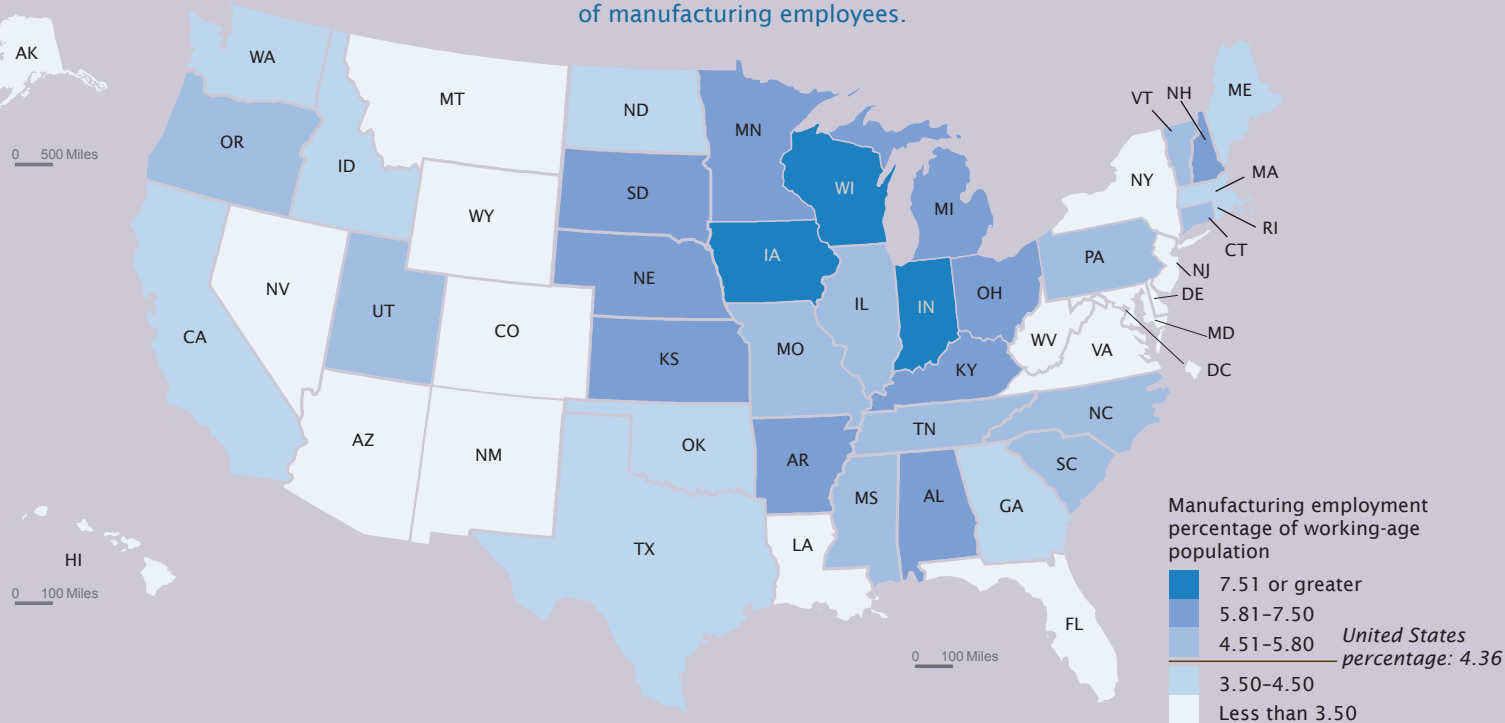 of manufacturing employees.
AK
WA
MT
ND
MN
VT
NH
ME
OR
ID
0 500 Miles
WY
SD
WI
MI
NY
MA
RI
CT
IA
PA
NV
NE
NJ
UT
IL
IN
OH
DE
CA
CO
MD
WV
VA
KS
MO
KY
DC
NC
AZ
NM
OK
TN
AR
SC
MS
AL
GA
HI
TX
LA
0 100 Miles
FL
0 100 Miles
Manufacturing employment
percentage of working-age
population
7.51 or greater
5.81–7.50
4.51–5.80
United States
percentage: 4.36
3.50–4.50
Less than 3.50